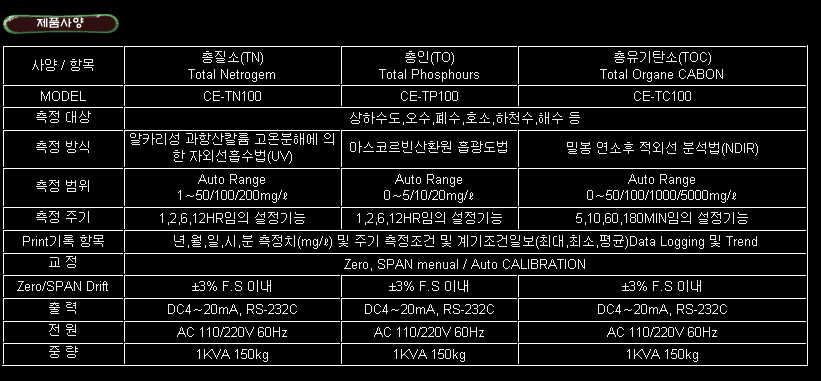 제품사양
사양 / 항목
총질소(TN)
Total Netrogem
총인(TO)
Total Phosphours
총유기탄소(TOC)
Total Organe CABON
MODEL
CE-TN100
CE-TP100
CE-TC100
측정 대상
상하수도,오수,폐수,호소,하천수,해수 등
측정 방식
알카리성 과항산칼륨 고온분해에 의
한 자외선흡수법(UV)
아스코르빈산환원 흡광도법
밀봉 연소후 적외선 분석법(NDIR)
측정 범위
Auto Range
1~50/100/200mg/ℓ
Auto Range
0~5/10/20mg/ℓ
Auto Range
0~50/100/1000/5000mg/ℓ
측정 주기
1,2,6,12HR임의 설정기능
1,2,6,12HR임의 설정기능
5,10,60,180MIN임의 설정기능
Print기록 항목
년,월,일,시,분 측정치(mg/ℓ) 및 주기 측정조건 및 계기조건일보(최대,최소,평균)Data Logging 및 Trend
교 정
Zero, SPAN menual / Auto CALIBRATION
Zero/SPAN Drift
±3% F.S 이내
±3% F.S 이내
±3% F.S 이내
출 력
DC4~20mA, RS-232C
DC4~20mA, RS-232C
DC4~20mA, RS-232C
전 원
AC 110/220V 60Hz
AC 110/220V 60Hz
AC 110/220V 60Hz
중 량
1KVA 150kg
1KVA 150kg
1KVA 150kg